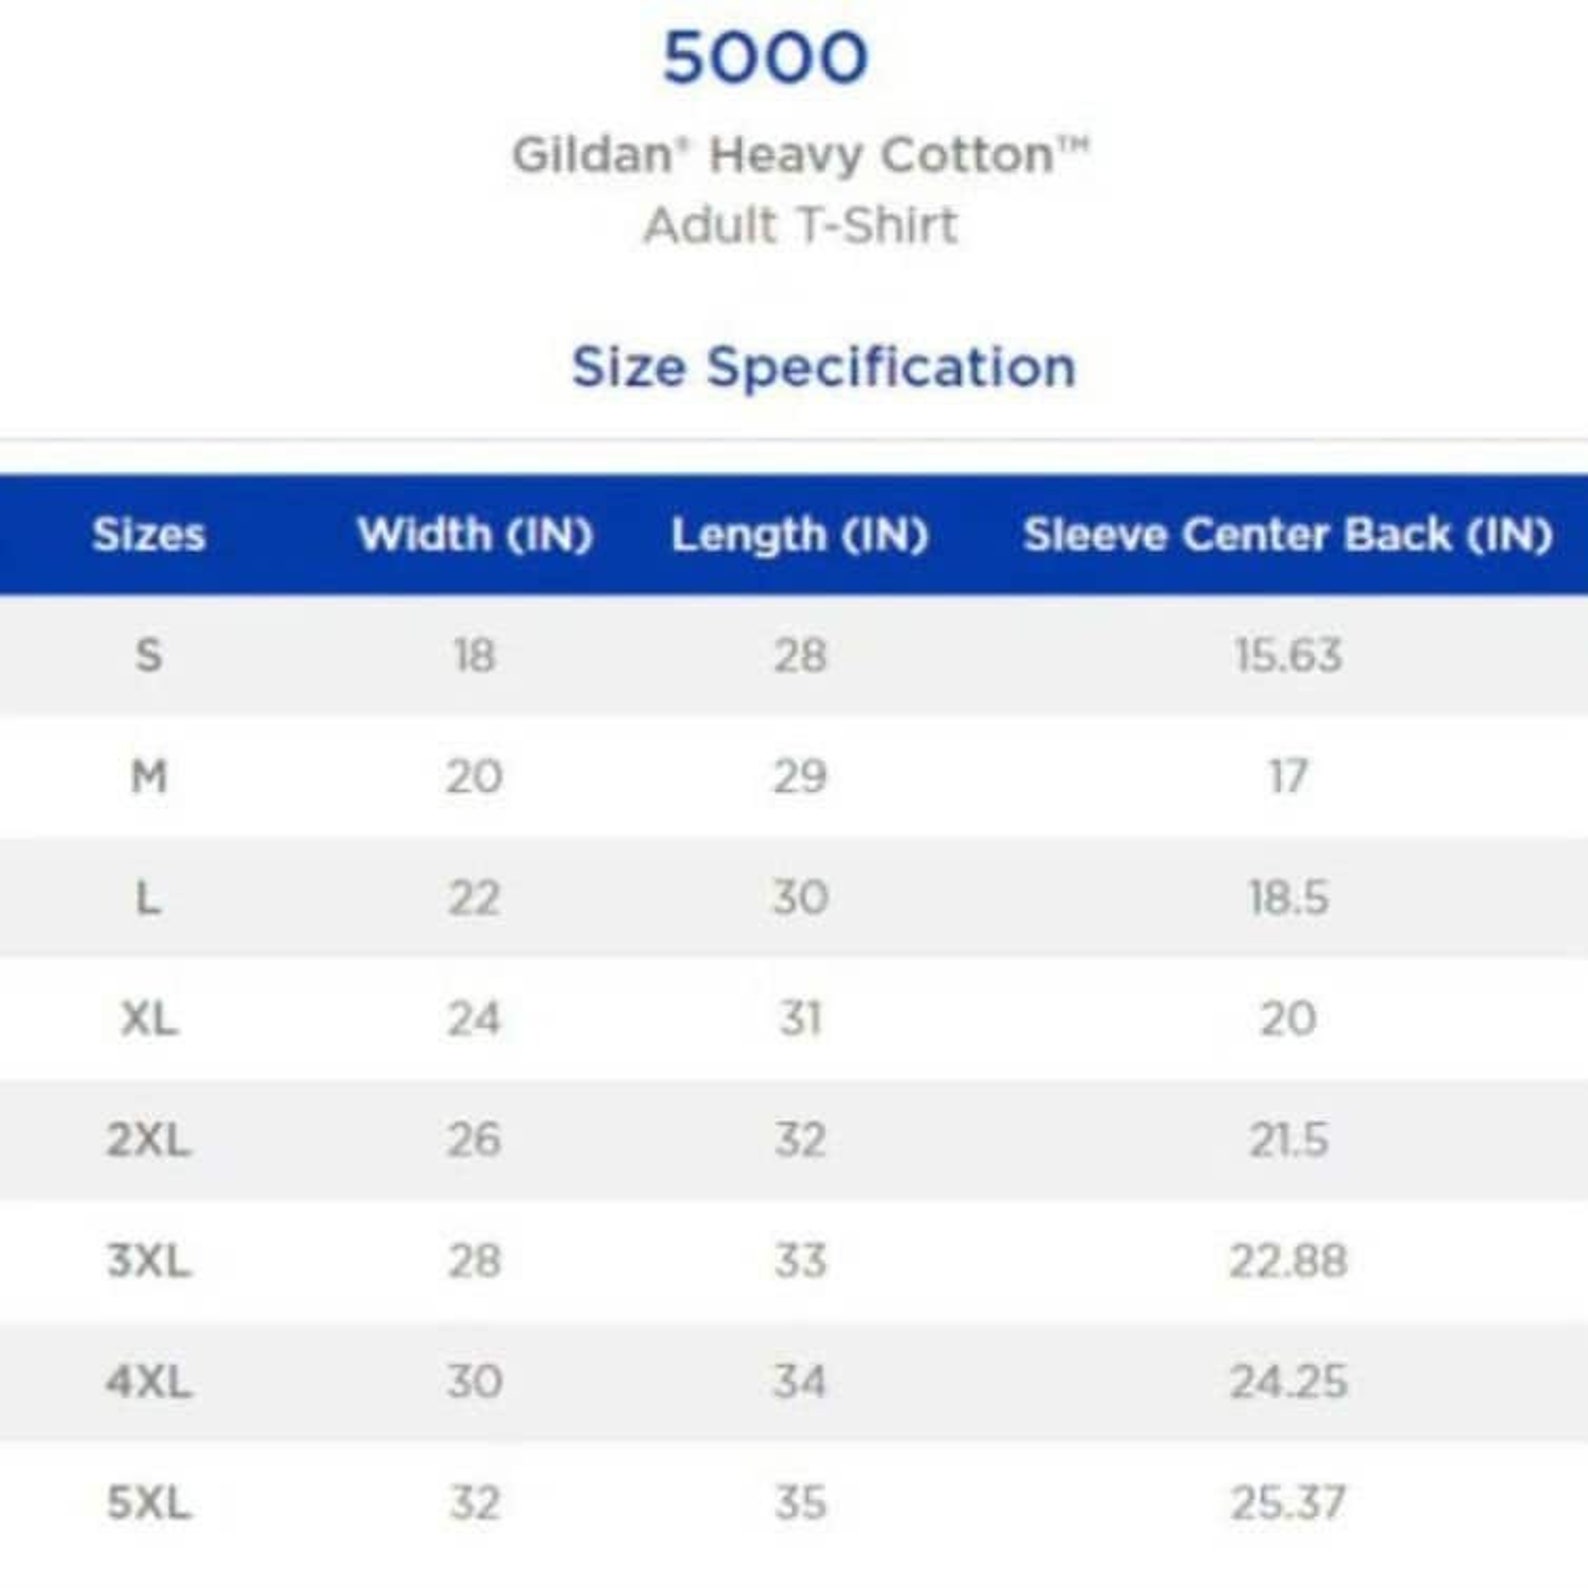 5000
Gildan® Heavy Cotton™
Adult T-Shirt
Size Specification
Sizes Width (IN) Length (IN) Sleeve Center Back (IN)
S 18 28 15.63
M 20 29 17
L 22 30 18.5
XL 24 31 20
2XL 26 32 21.5
3XL 28 33 22.88
4XL 30 34 24.25
5XL 32 35 25.37